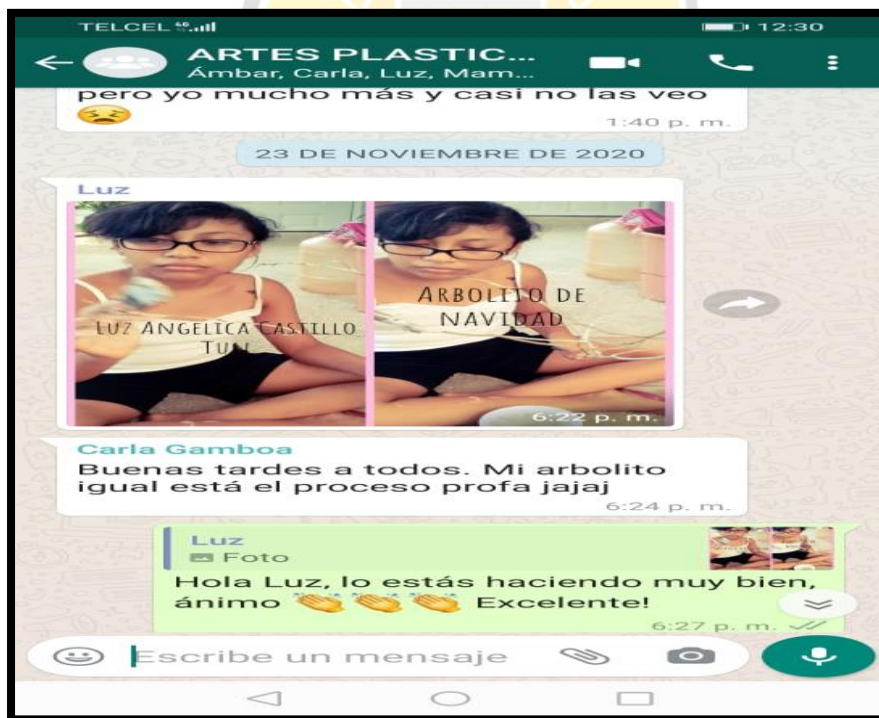 TELCEL 4G 12:30
ARTES PLASTIC...
Ámbar, Carla, Luz, Mam...
pero yo mucho más y casi no las veo
1:40 p. m.
23 DE NOVIEMBRE DE 2020
Luz
LUZ ANGELICA CASTILLO
ARBOLITO DE
NAVIDAD
6:22 p. m.
Carla Gamboa
Buenas tardes a todos. Mi arbolito
igual está el proceso profa jajaj
6:24 p. m.
Luz
Foto
Hola Luz, lo estás haciendo muy bien,
ánimo 👏👏👏 Excelente!
6:27 p. m.
Escribe un mensaje